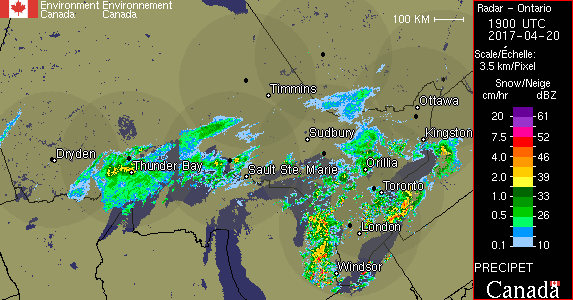 Environment Environnement
Canada Canada
100 KM
Timmins
Ottawa
Sudbury
Kingston
Dryden
Thunder Bay
Sault Ste. Marie
Orillia
Toronto
London
Windsor
Radar - Ontario
1900 UTC
2017-04-20
Scale/Échelle:
3.5 km/Pixel
Snow/Neige
cm/hr dBZ
20 61
7.5 57
5.5 52
4.0 46
2.0 39
1.0 33
0.5 26
0.1 10
PRECIPET
Canada